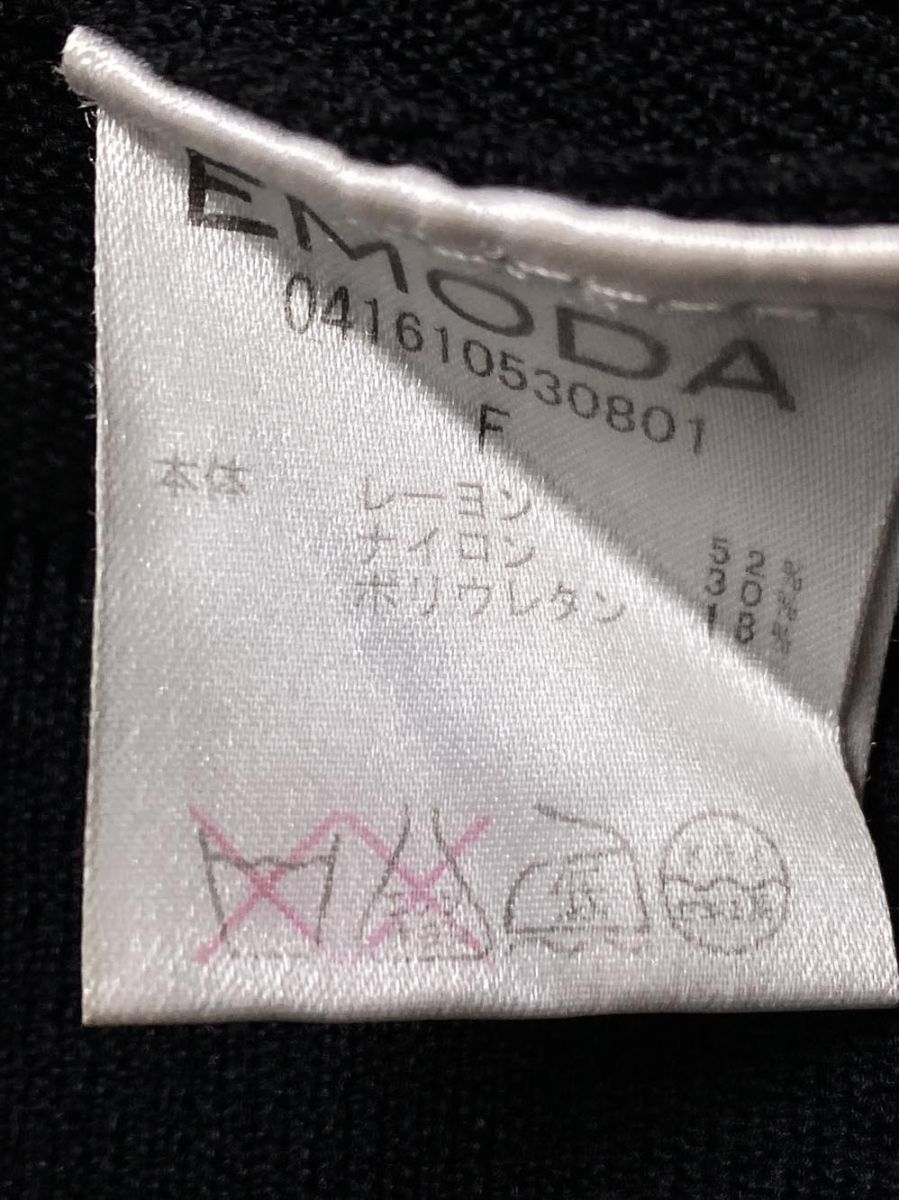 EMODA
041610530801
F
本体 レーヨン 52%
ナイロン 30%
ポリウレタン 18%